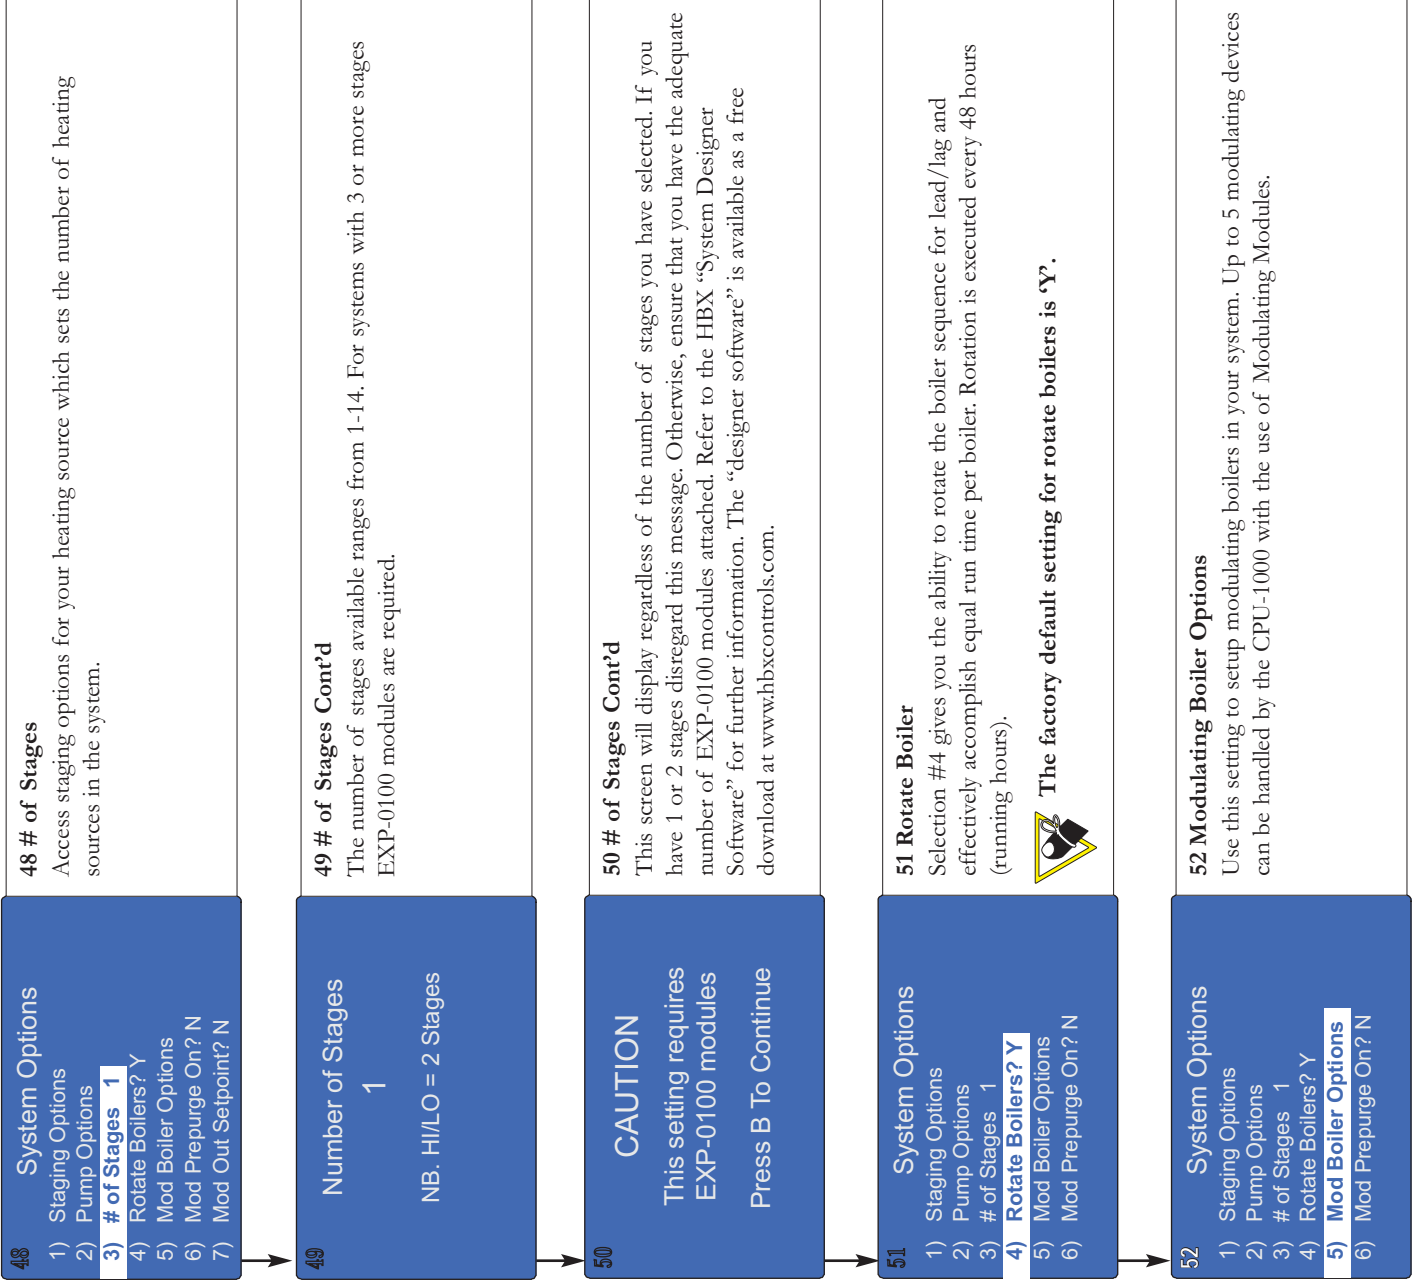 48
System Options
1) Staging Options
2) Pump Options
3) # of Stages 1
4) Rotate Boilers? Y
5) Mod Boiler Options
6) Mod Prepurge On? N
7) Mod Out Setpoint? N
48 # of Stages
Access staging options for your heating source which sets the number of heating
sources in the system.
49
Number of Stages
1
NB. HI/LO = 2 Stages
49 # of Stages Cont’d
The number of stages available ranges from 1-14. For systems with 3 or more stages
EXP-0100 modules are required.
50
CAUTION
This setting requires
EXP-0100 modules
Press B To Continue
50 # of Stages Cont’d
This screen will display regardless of the number of stages you have selected. If you
have 1 or 2 stages disregard this message. Otherwise, ensure that you have the adequate
number of EXP-0100 modules attached. Refer to the HBX “System Designer
Software” for further information. The “designer software” is available as a free
download at www.hbxcontrols.com.
51
System Options
1) Staging Options
2) Pump Options
3) # of Stages 1
4) Rotate Boilers? Y
5) Mod Boiler Options
6) Mod Prepurge On? N
51 Rotate Boiler
Selection #4 gives you the ability to rotate the boiler sequence for lead/lag and
effectively accomplish equal run time per boiler. Rotation is executed every 48 hours
(running hours).
The factory default setting for rotate boilers is ‘Y’.
52
System Options
1) Staging Options
2) Pump Options
3) # of Stages 1
4) Rotate Boilers? Y
5) Mod Boiler Options
6) Mod Prepurge On? N
52 Modulating Boiler Options
Use this setting to setup modulating boilers in your system. Up to 5 modulating devices
can be handled by the CPU-1000 with the use of Modulating Modules.